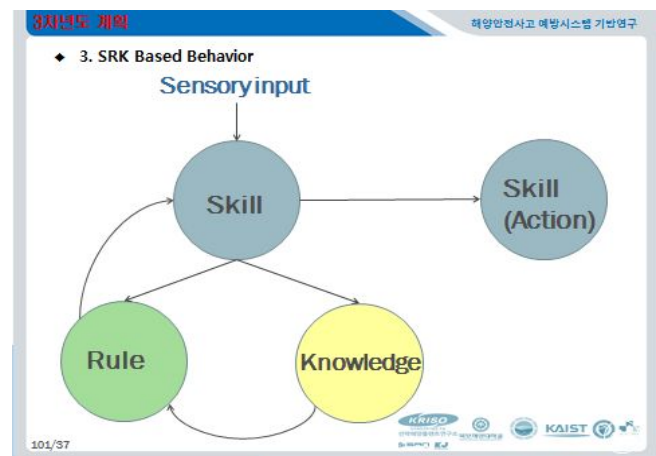 3차년도 계획
해양안전사고 예방시스템 기반연구
3. SRK Based Behavior
Sensory input
Skill
Skill
(Action)
Rule
Knowledge
KRISO
KAIST
101/37